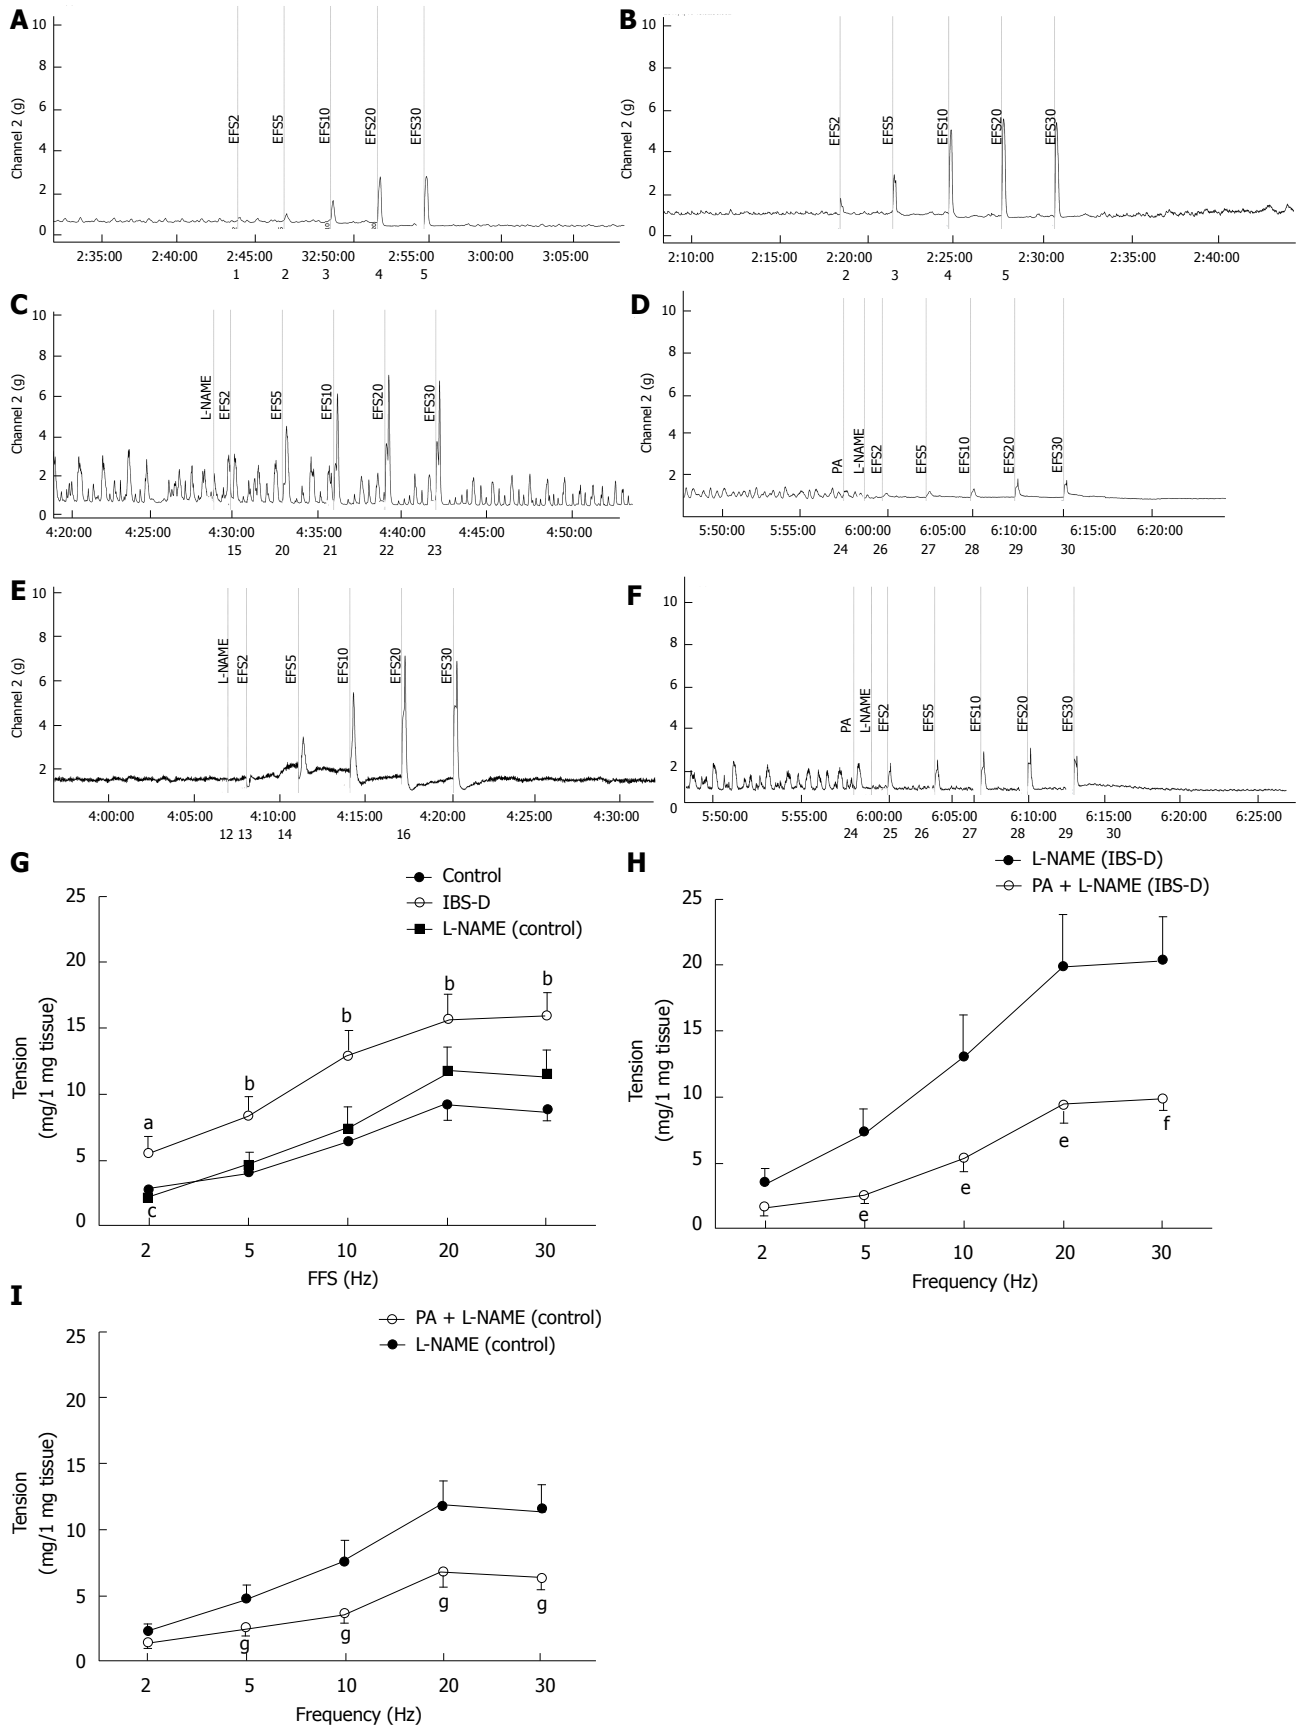 A
10
8
6
4
2
0
Channel 2 (g)
EFS2
EFS5
EFS10
EFS20
EFS30
2:35:00 2:40:00 2:45:00 32:50:00 2:55:00 3:00:00 3:05:00
1 2 3 4 5
B
10
8
6
4
2
0
Channel 2 (g)
EFS2
EFS5
EFS10
EFS20
EFS30
2:10:00 2:15:00 2:20:00 2:25:00 2:30:00 2:35:00 2:40:00
2 3 4 5
C
10
8
6
4
2
0
Channel 2 (g)
L-NAME
EFS2
EFS5
EFS10
EFS20
EFS30
4:20:00 4:25:00 4:30:00 4:35:00 4:40:00 4:45:00 4:50:00
15 20 21 22 23
D
10
8
6
4
2
Channel 2 (g)
PA
L-NAME
EFS2
EFS5
EFS10
EFS20
EFS30
5:50:00 5:55:00 6:00:00 6:05:00 6:10:00 6:15:00 6:20:00
24 26 27 28 29 30
E
10
8
6
4
2
Channel 2 (g)
L-NAME
EFS2
EFS5
EFS10
EFS20
EFS30
4:00:00 4:05:00 4:10:00 4:15:00 4:20:00 4:25:00 4:30:00
12 13 14 16
F
10
8
6
4
2
0
Channel 2 (g)
PA
L-NAME
EFS2
EFS5
EFS10
EFS20
EFS30
5:50:00 5:55:00 6:00:00 6:05:00 6:10:00 6:15:00 6:20:00 6:25:00
24 25 26 27 28 29 30
G
Control
IBS-D
L-NAME (control)
25
20
15
10
5
0
Tension
(mg/1 mg tissue)
a
b
b
b
b
c
2 5 10 20 30
FFS (Hz)
H
L-NAME (IBS-D)
PA + L-NAME (IBS-D)
25
20
15
10
5
0
Tension
(mg/1 mg tissue)
e
e
e
f
2 5 10 20 30
Frequency (Hz)
I
PA + L-NAME (control)
L-NAME (control)
25
20
15
10
5
0
Tension
(mg/1 mg tissue)
g
g
g
g
2 5 10 20 30
Frequency (Hz)